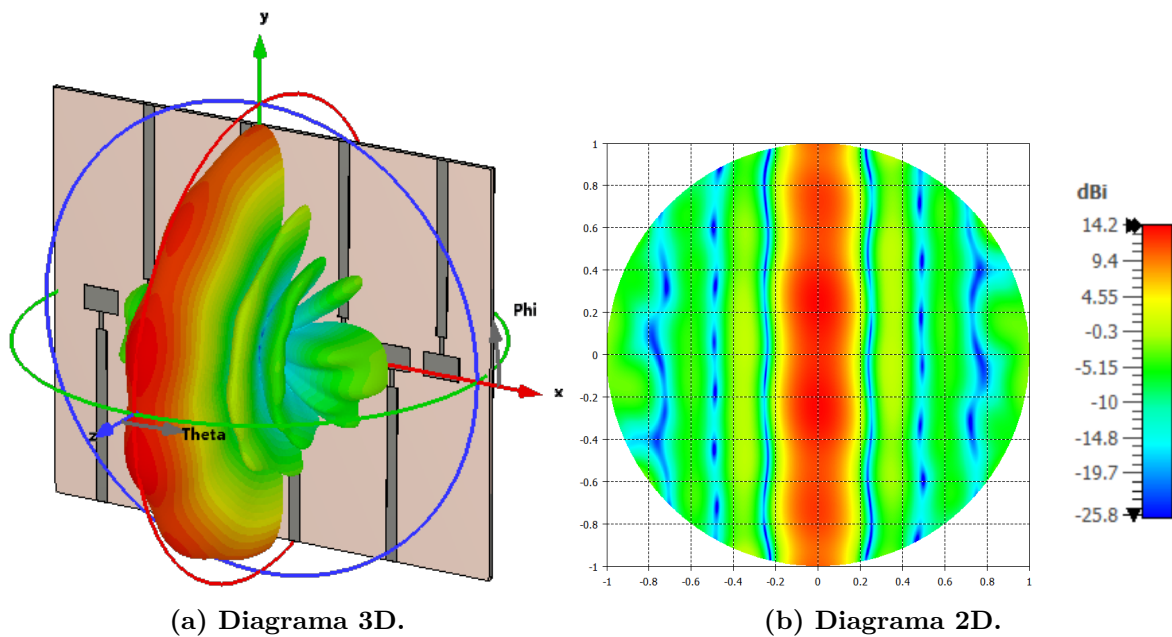 y
Phi
x
z
Theta
(a) Diagrama 3D.
1
0.8
0.6
0.4
0.2
0
-0.2
-0.4
-0.6
-0.8
-1
-1 -0.8 -0.6 -0.4 -0.2 0 0.2 0.4 0.6 0.8 1
(b) Diagrama 2D.
dBi
14.2
9.4
4.55
-0.3
-5.15
-10
-14.8
-19.7
-25.8